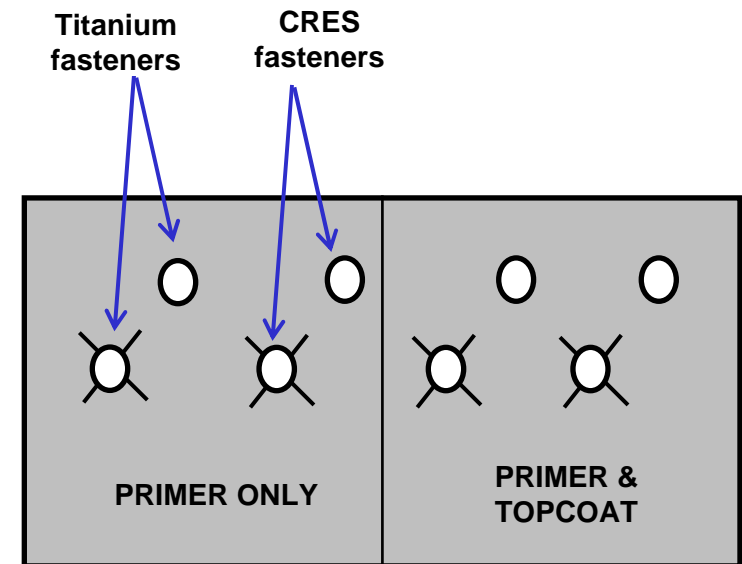 Titanium
fasteners
CRES
fasteners
PRIMER ONLY
PRIMER &
TOPCOAT